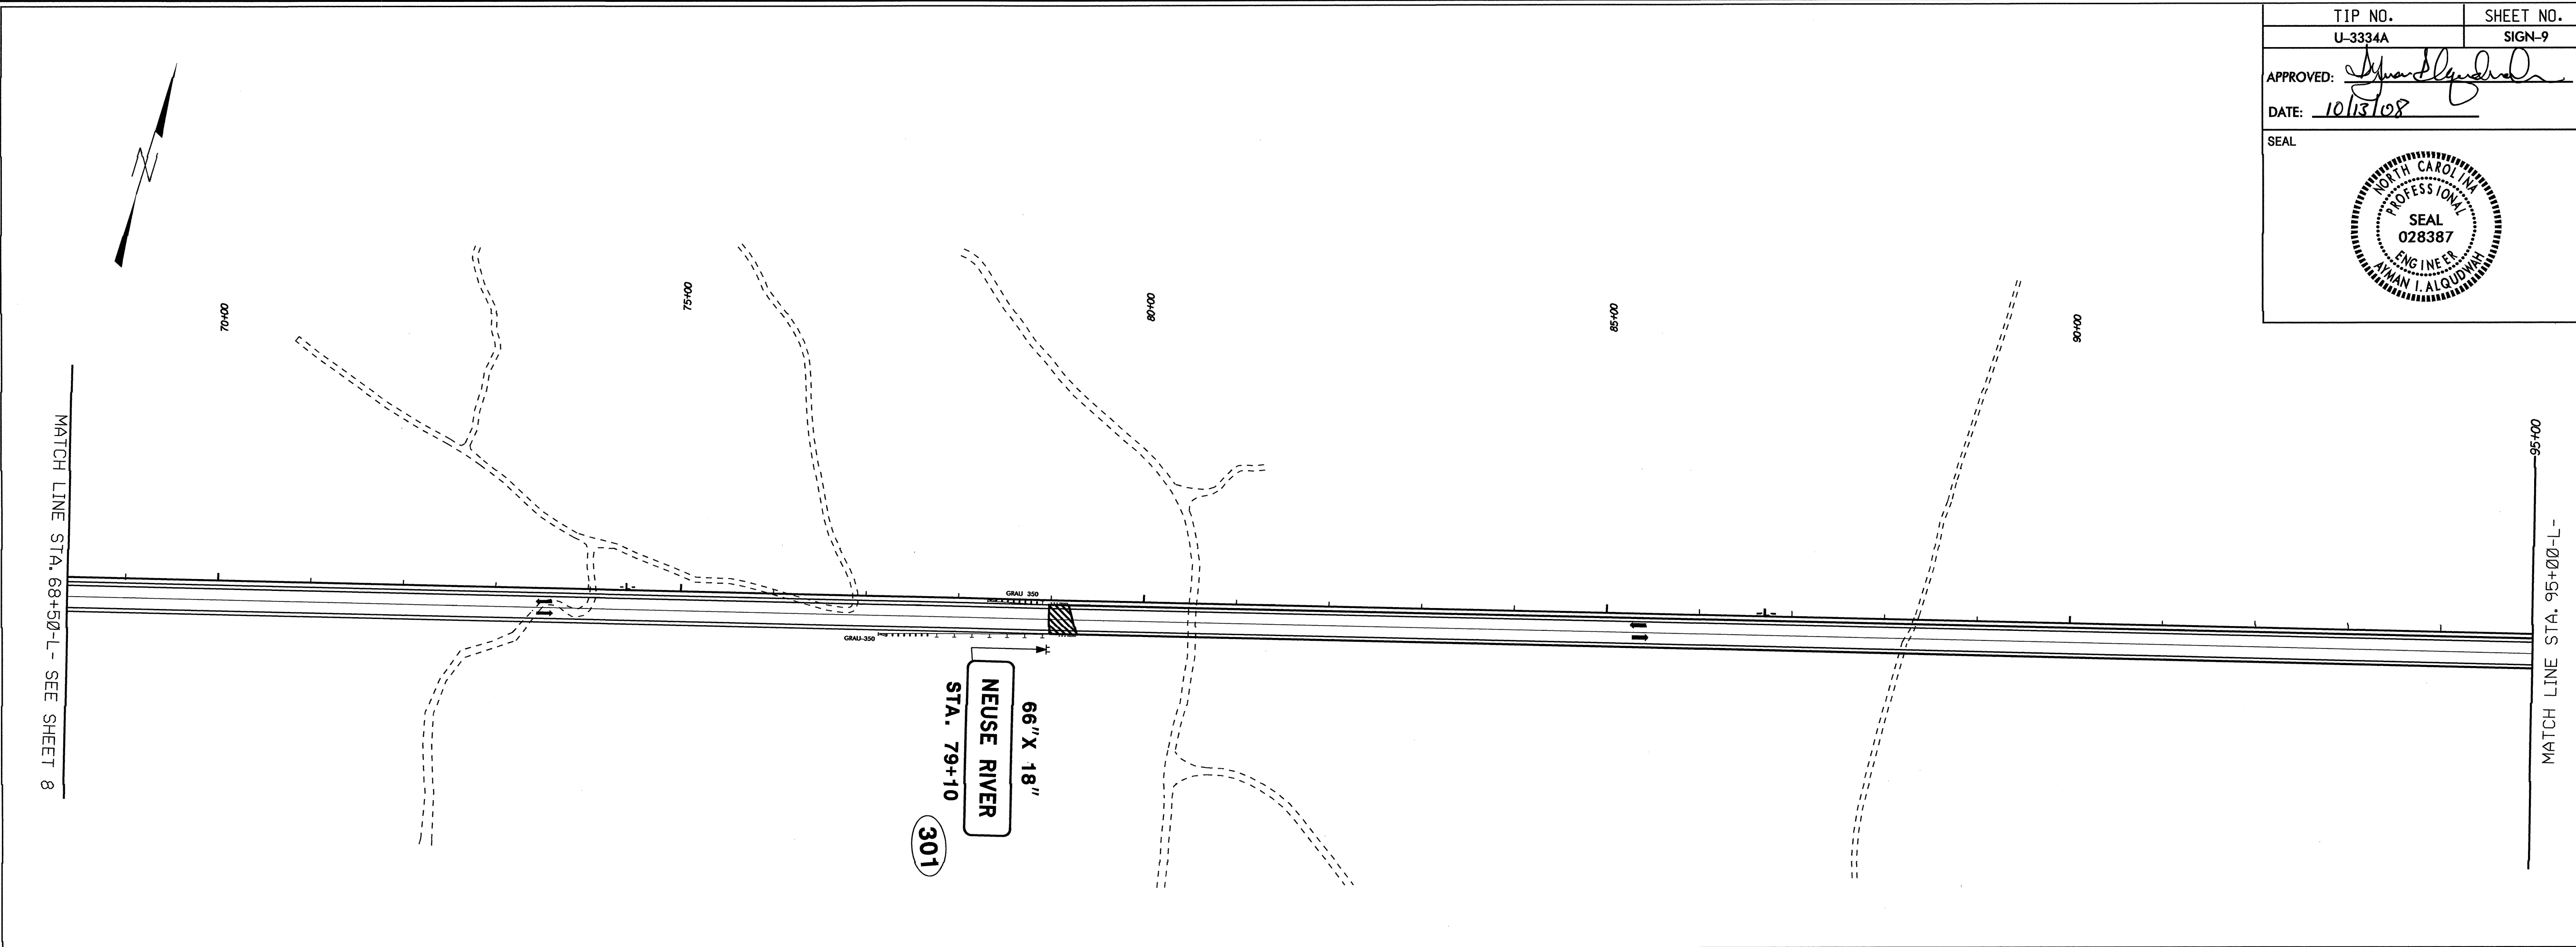 TIP NO.
SHEET NO.
U-3334A
SIGN-9
APPROVED:
DATE: 10/13/08
SEAL
NORTH CAROLINA
PROFESSIONAL
SEAL
028387
ENGINEER
AYMAN I. ALQUDWAH
N
70+00
75+00
80+00
85+00
90+00
95+00
MATCH LINE STA. 68+50-L- SEE SHEET 8
-L-
GRAU 350
GRAU-350
-L-
66"X 18"
NEUSE RIVER
STA. 79+10
301
MATCH LINE STA. 95+00-L-